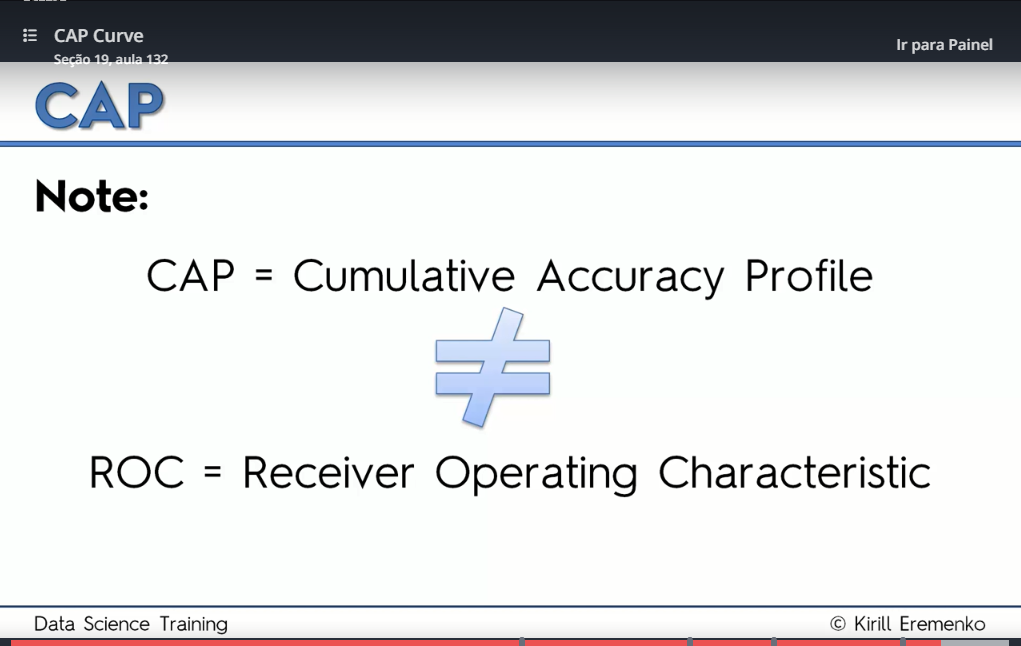 CAP Curve
Seção 19, aula 132
Ir para Painel
CAP
Note:
CAP = Cumulative Accuracy Profile
≠
ROC = Receiver Operating Characteristic
Data Science Training
© Kirill Eremenko